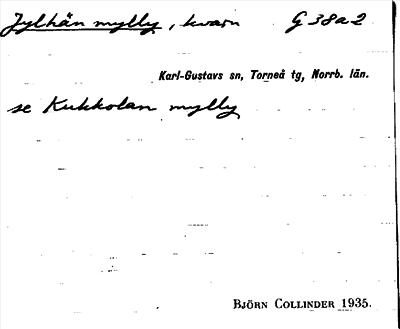 Jylhän mylly, kvarn G 38 a 2
Karl-Gustavs sn, Torneå tg, Norrb. län.
se Kukkolan mylly
BJÖRN COLLINDER 1935.